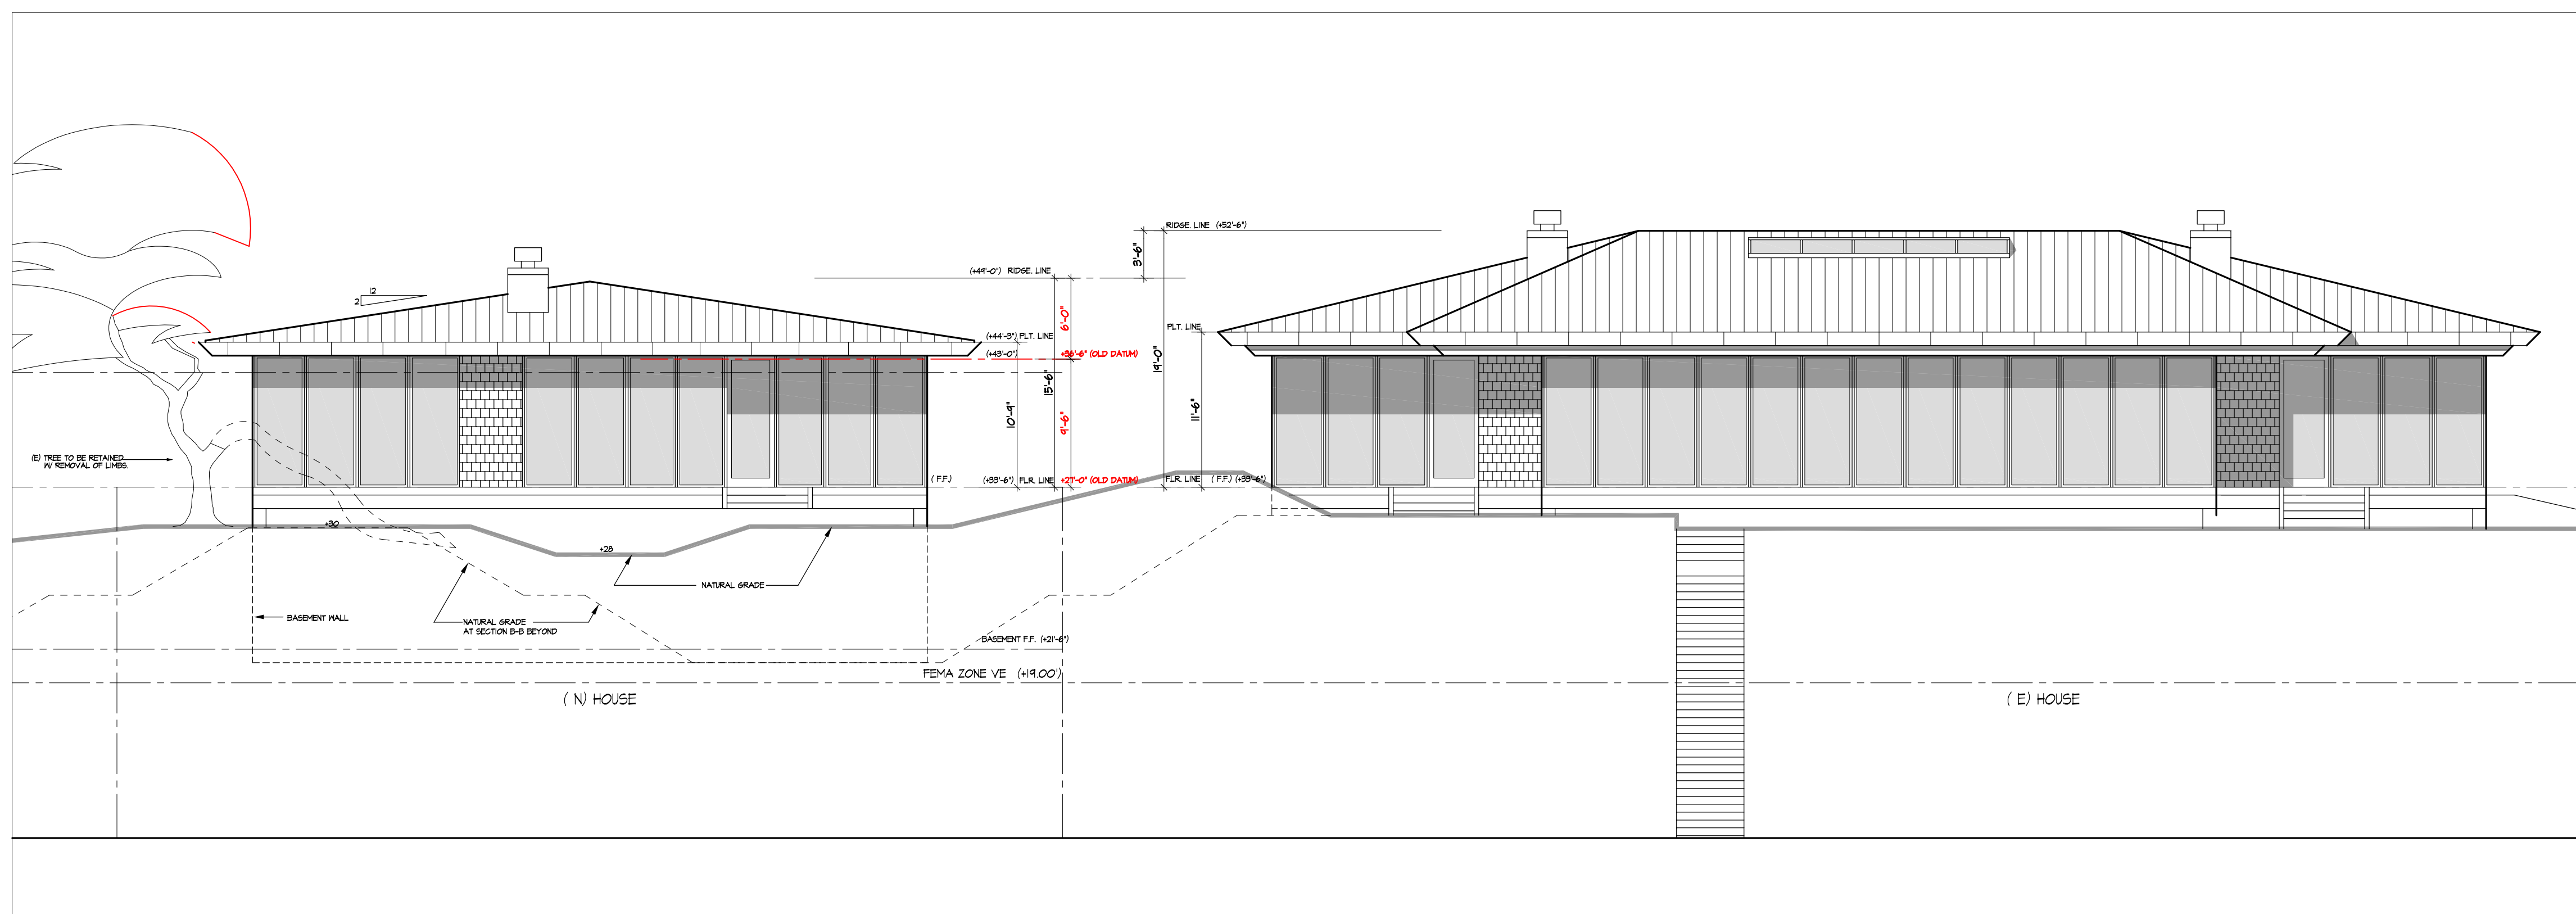 RIDGE. LINE (+52'-6")
3'-6"
(+49'-0") RIDGE. LINE
12
2
6'-0"
(+44'-3") PLT. LINE
PLT. LINE
(+43'-0")
+36'-6" (OLD DATUM)
15'-6"
19'-0"
10'-9"
9'-6"
11'-6"
(E) TREE TO BE RETAINED
W/ REMOVAL OF LIMBS.
( F.F.)
(+33'-6") FLR. LINE
+27'-0" (OLD DATUM)
FLR. LINE ( F.F.) (+33'-6")
+30
+28
NATURAL GRADE
BASEMENT WALL
NATURAL GRADE
AT SECTION B-B BEYOND
BASEMENT F.F. (+21'-6")
FEMA ZONE VE (+19.00')
( N) HOUSE
( E) HOUSE